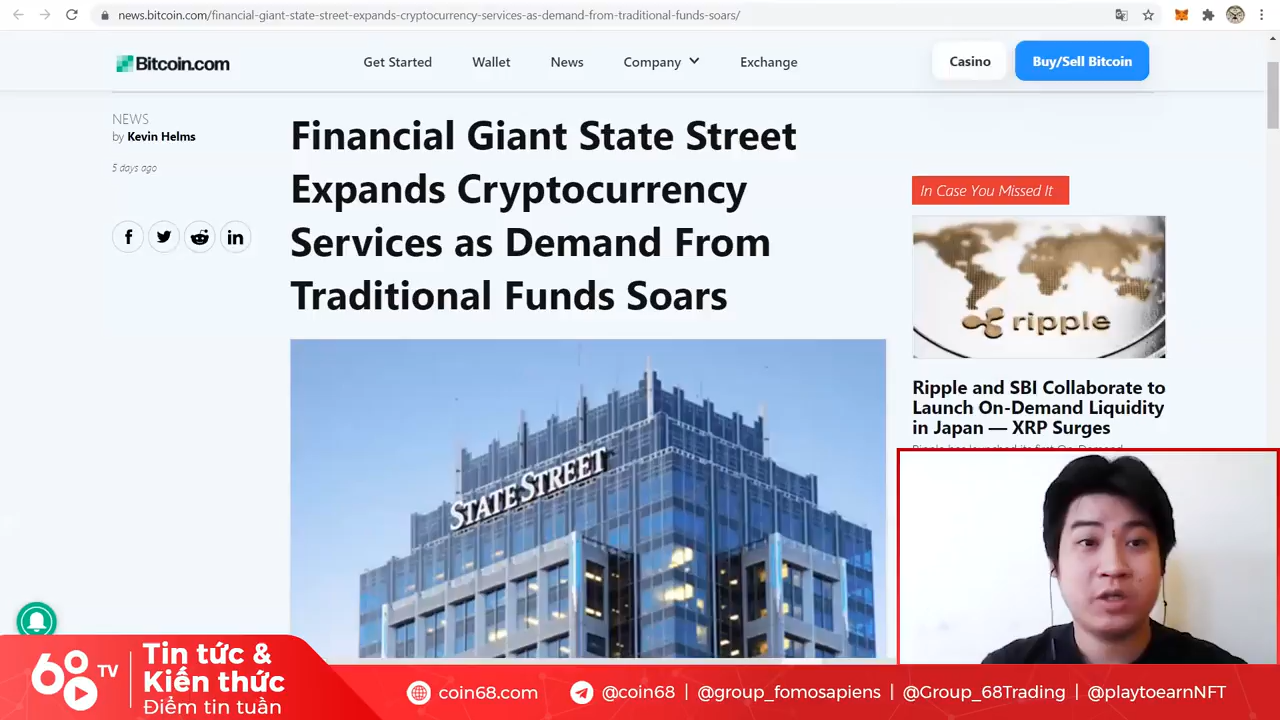 news.bitcoin.com/financial-giant-state-street-expands-cryptocurrency-services-as-demand-from-traditional-funds-soars/
Bitcoin.com
Get Started
Wallet
News
Company
Exchange
Casino
Buy/Sell Bitcoin
NEWS
by Kevin Helms
5 days ago
Financial Giant State Street
Expands Cryptocurrency
Services as Demand From
Traditional Funds Soars
STATE STREET
In Case You Missed It
ripple
Ripple and SBI Collaborate to
Launch On-Demand Liquidity
in Japan — XRP Surges
68 TV
Tin tức &
Kiến thức
Điểm tin tuần
coin68.com
@coin68 | @group_fomosapiens | @Group_68Trading | @playtoearnNFT